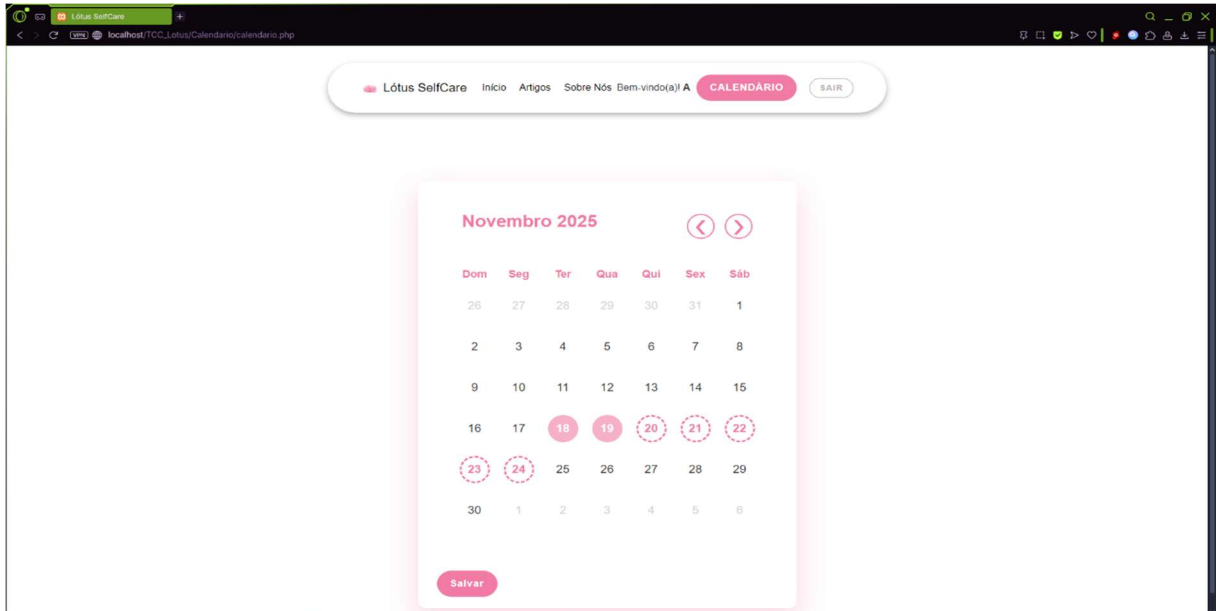 Lótus SelfCare
VPN localhost/TCC_Lotus/Calendario/calendario.php
Lótus SelfCare Início Artigos Sobre Nós Bem-vindo(a)! A CALENDÀRIO SAIR
Novembro 2025
Dom Seg Ter Qua Qui Sex Sáb
26 27 28 29 30 31 1
2 3 4 5 6 7 8
9 10 11 12 13 14 15
16 17 18 19 20 21 22
23 24 25 26 27 28 29
30 1 2 3 4 5 6
Salvar